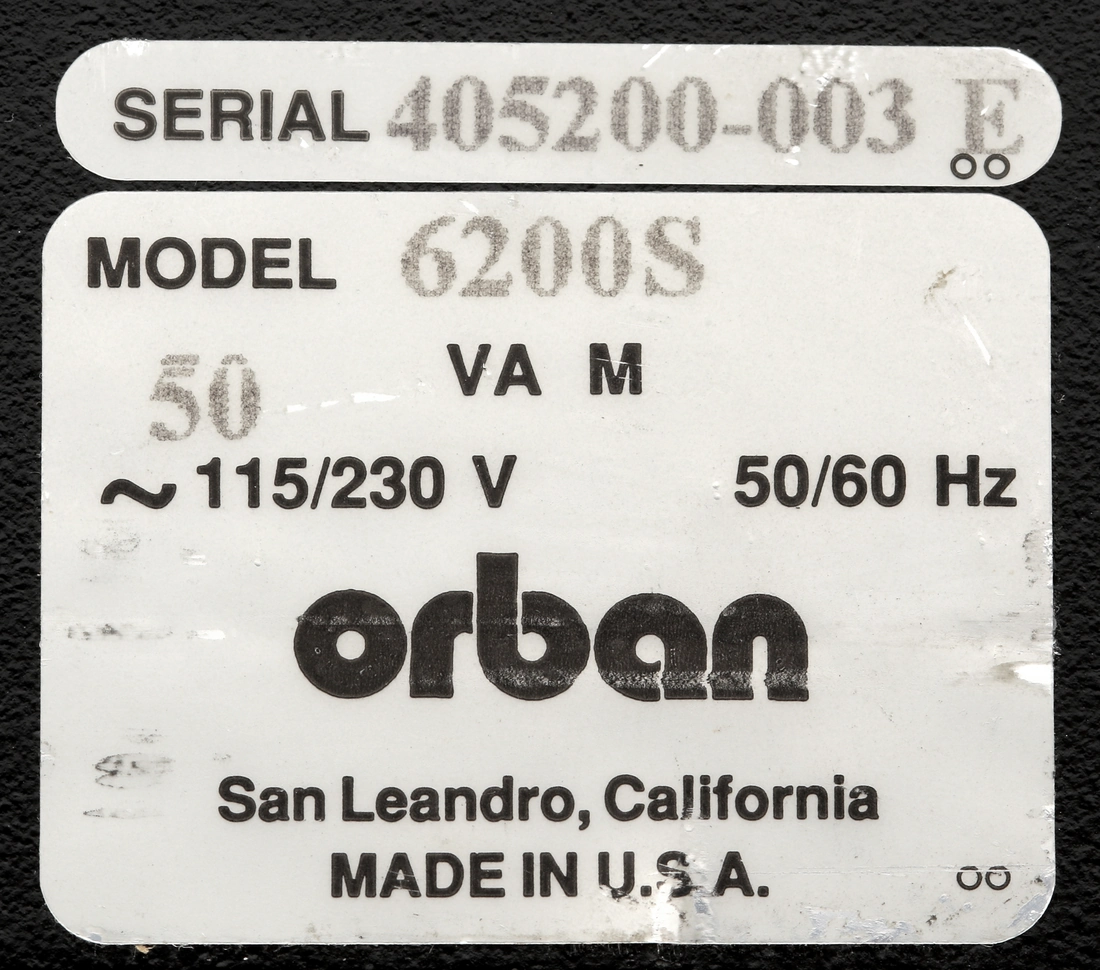 SERIAL 405200-003 E
MODEL 6200S
VA M
50
~ 115/230 V 50/60 Hz
orban
San Leandro, California
MADE IN U.S.A.